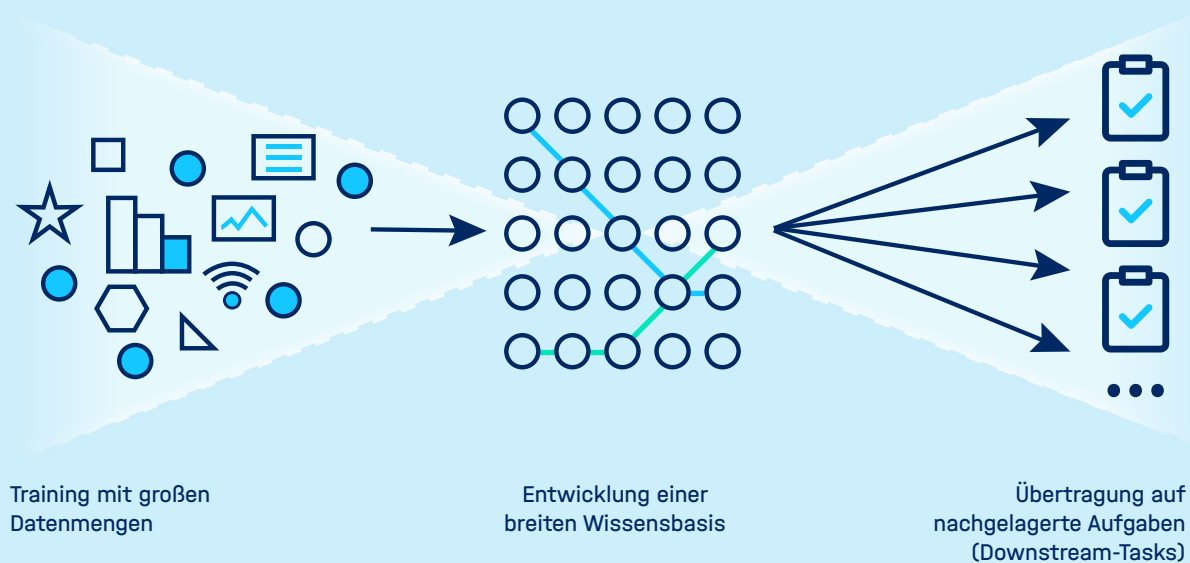 Training mit großen
Datenmengen
Entwicklung einer
breiten Wissensbasis
Übertragung auf
nachgelagerte Aufgaben
(Downstream-Tasks)